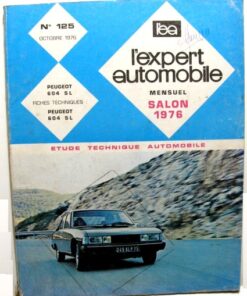 N° 125
OCTOBRE 1976
l'ea
l'expert
automobile
MENSUEL
SALON
1976
PEUGEOT
604 SL
FICHES TECHNIQUES
PEUGEOT
604 SL
ETUDE TECHNIQUE AUTOMOBILE